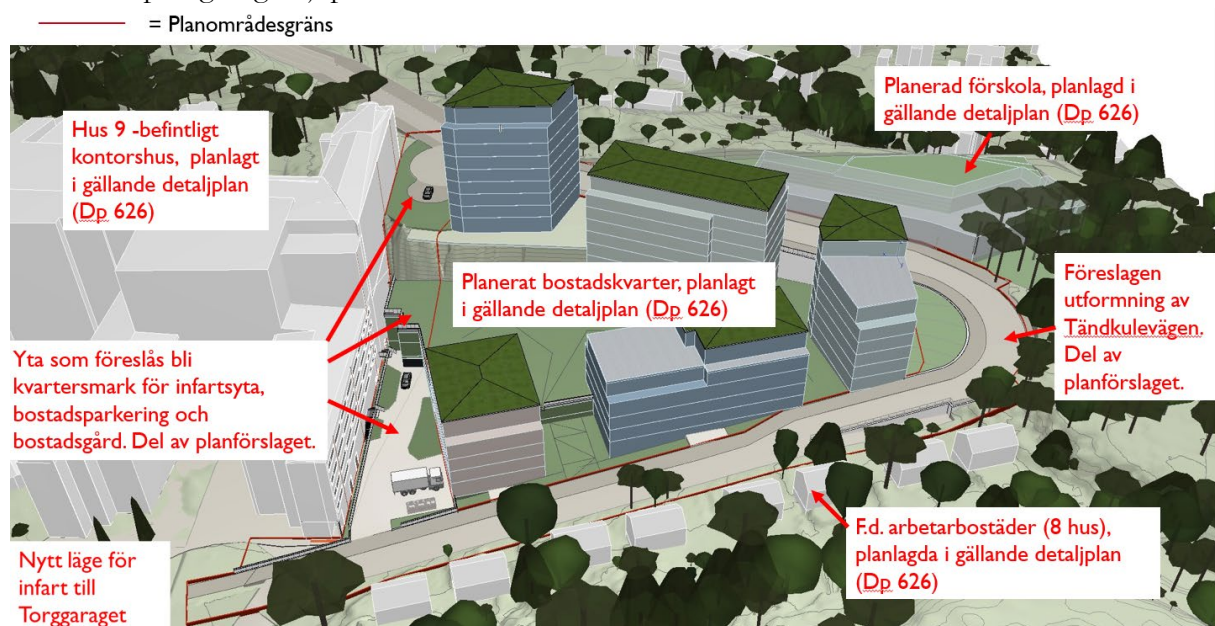 = Planområdesgräns
Hus 9 -befintligt
kontorshus, planlagt
i gällande detaljplan
(Dp 626)
Planerad förskola, planlagd i
gällande detaljplan (Dp 626)
Planerat bostadskvarter, planlagt
i gällande detaljplan (Dp 626)
Föreslagen
utformning av
Tändkulevägen.
Del av
planförslaget.
Yta som föreslås bli
kvartersmark för infartsyta,
bostadsparkering och
bostadsgård. Del av planförslaget.
F.d. arbetarbostäder (8 hus),
planlagda i gällande detaljplan
(Dp 626)
Nytt läge för
infart till
Torggaraget